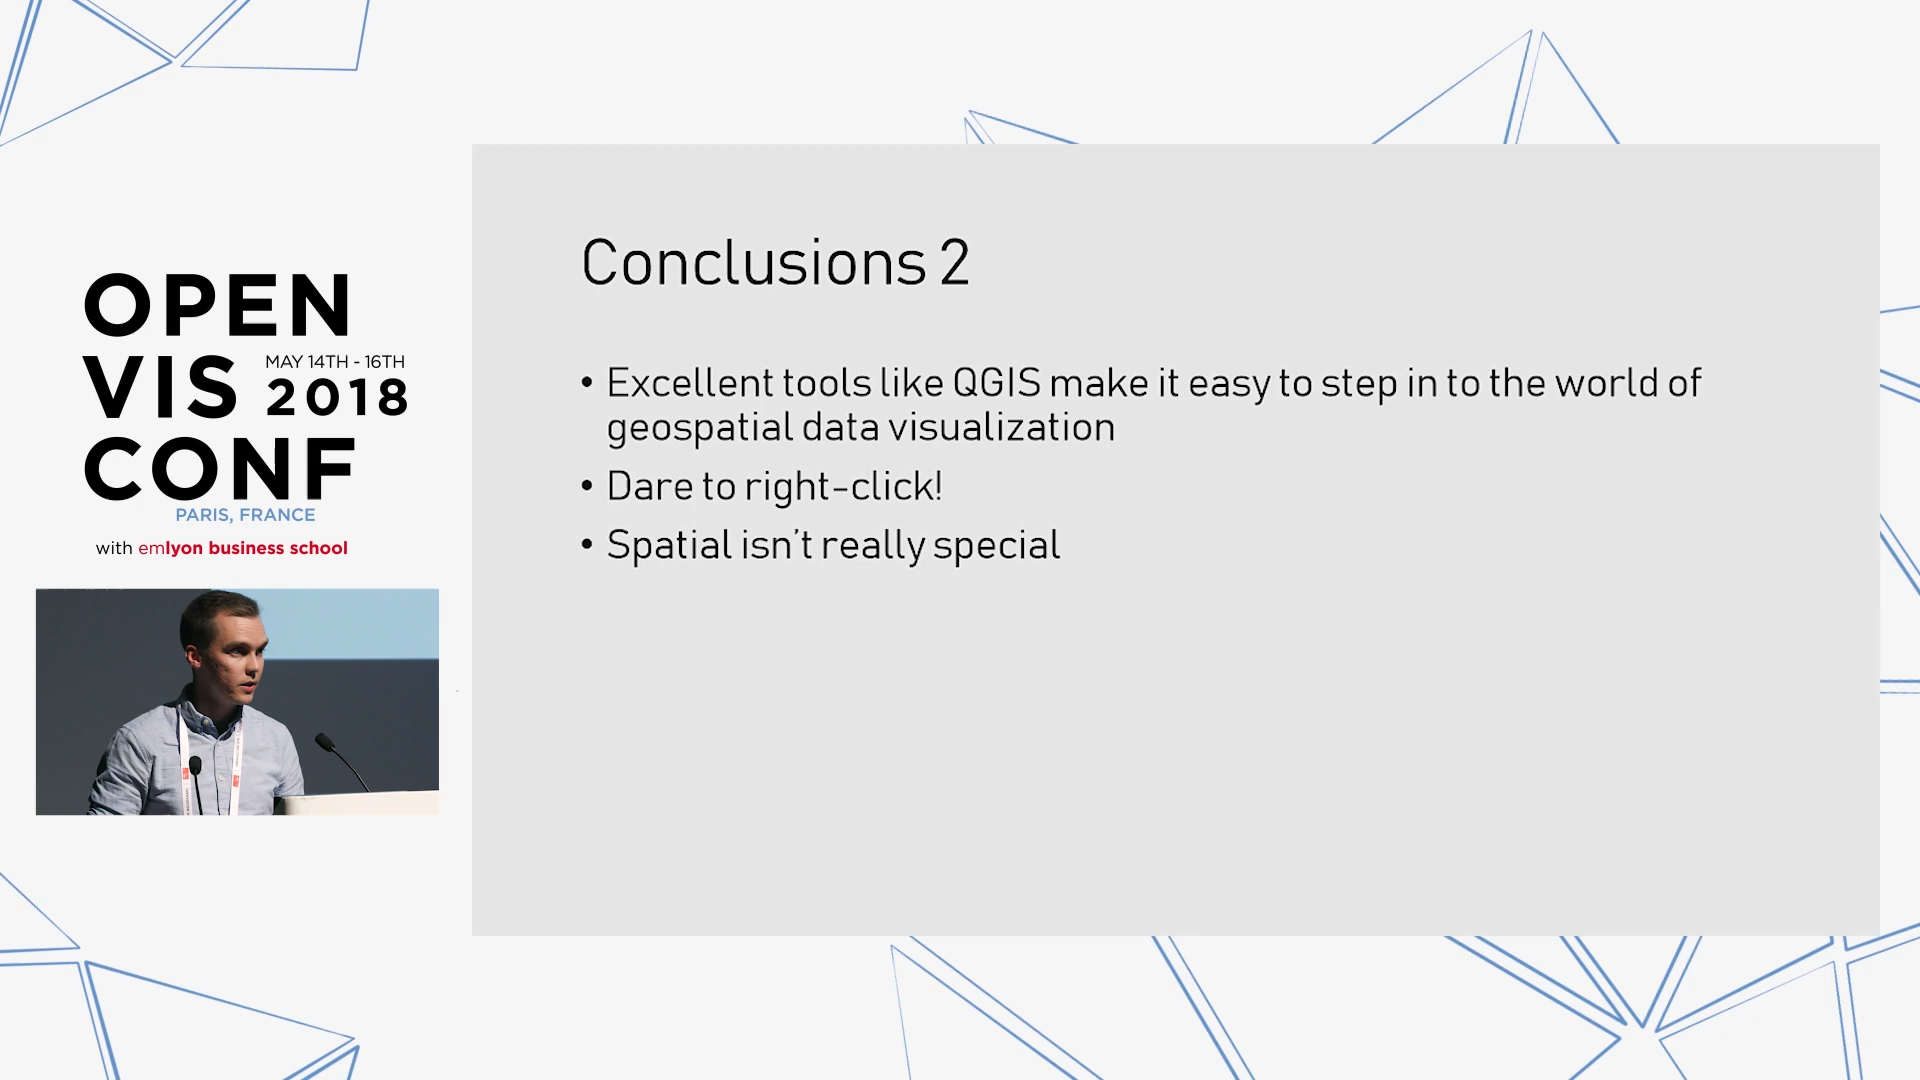 OPEN
VIS
MAY 14TH - 16TH
2018
CONF
PARIS, FRANCE
with emlyon business school
Conclusions 2
• Excellent tools like QGIS make it easy to step in to the world of
geospatial data visualization
• Dare to right-click!
• Spatial isn't really special